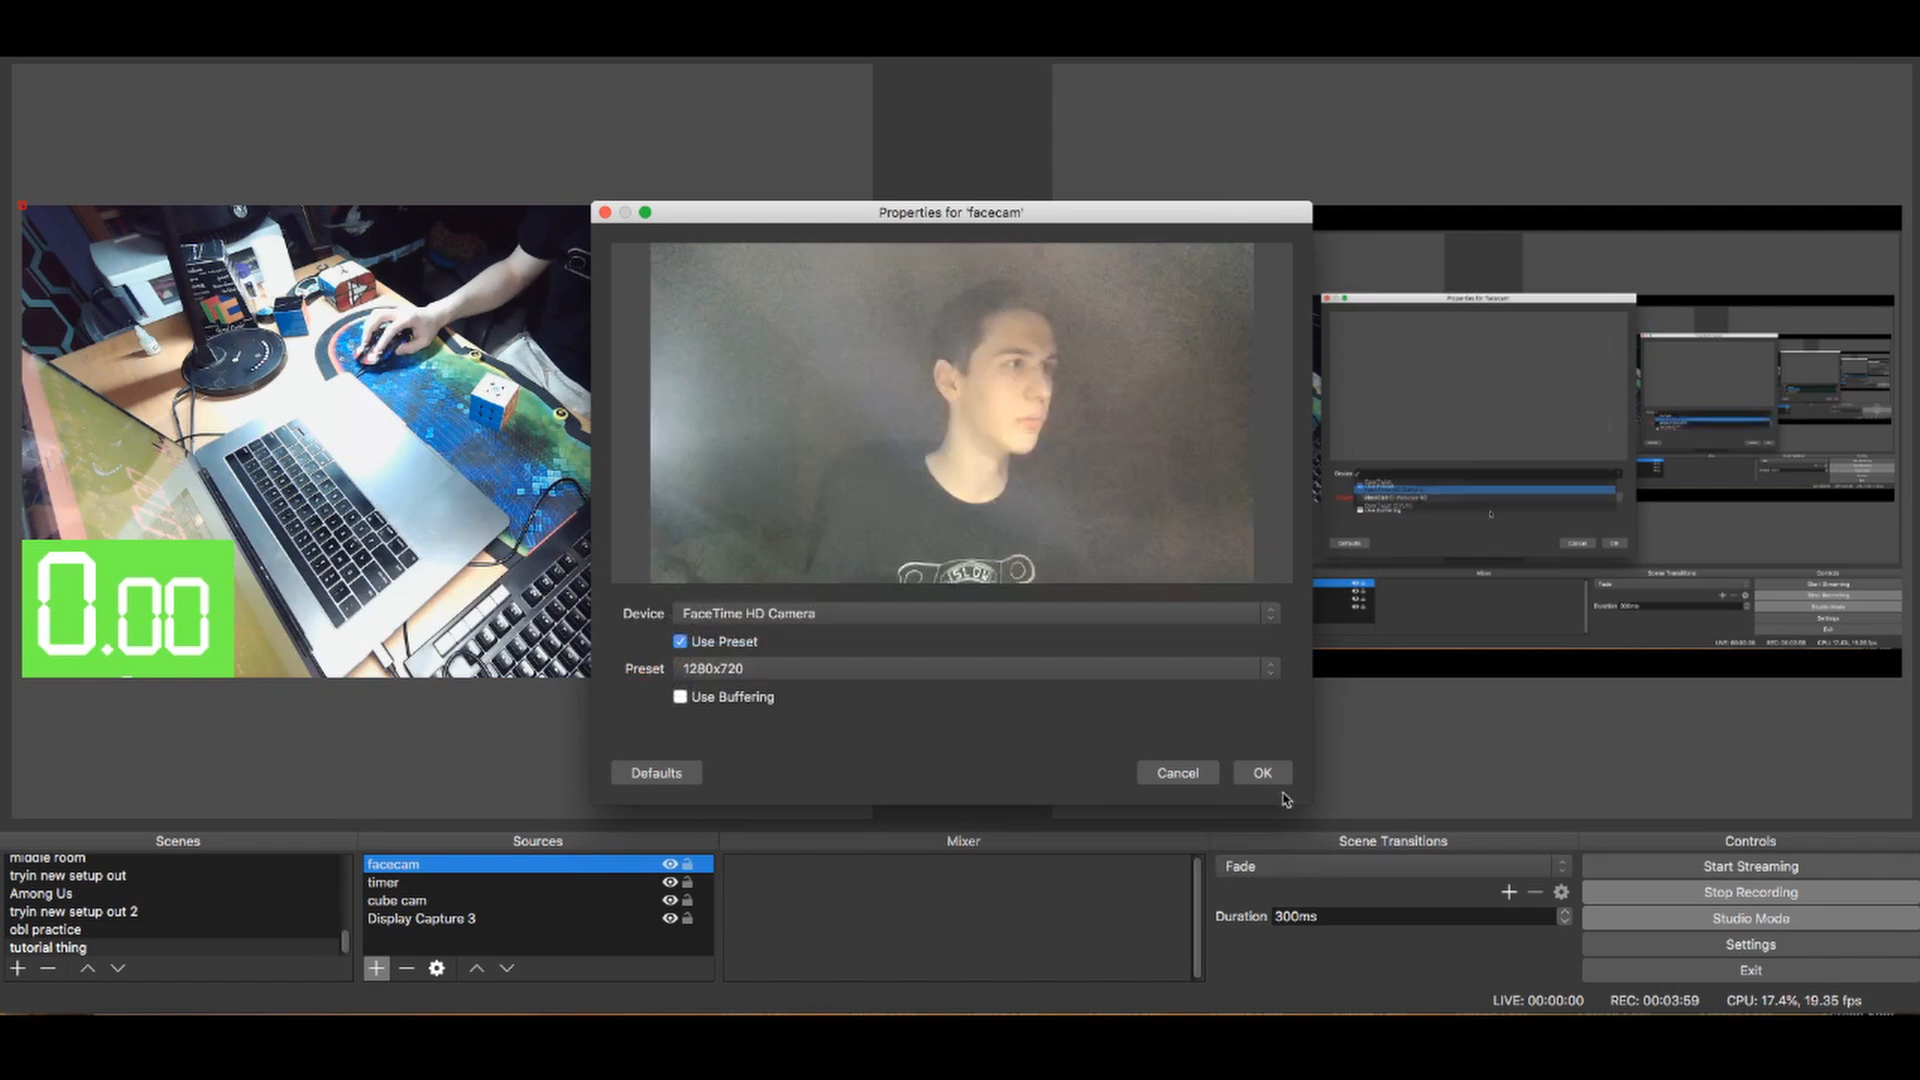 Properties for 'facecam'
0.00
Device FaceTime HD Camera
Use Preset
Preset 1280x720
Use Buffering
Defaults
Cancel
OK
Scenes
middle room
tryin new setup out
Among Us
tryin new setup out 2
obl practice
tutorial thing
Sources
facecam
timer
cube cam
Display Capture 3
Mixer
Scene Transitions
Fade
Duration 300ms
Controls
Start Streaming
Stop Recording
Studio Mode
Settings
Exit
LIVE: 00:00:00 REC: 00:03:59 CPU: 17.4%, 19.35 fps